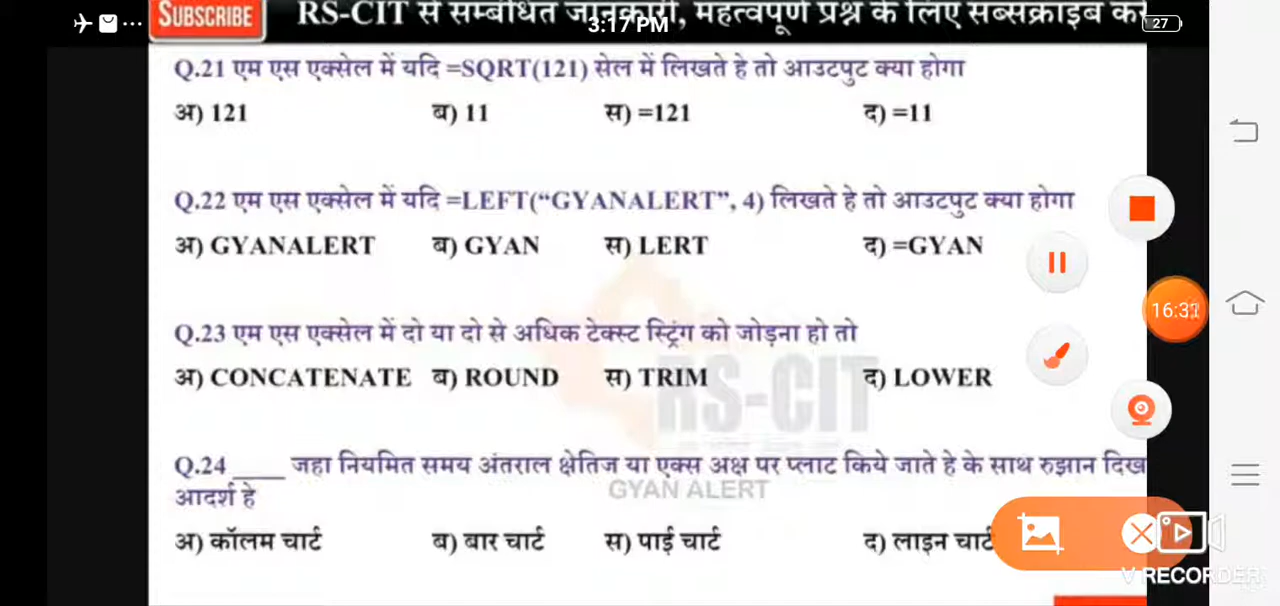 SUBSCRIBE RS-CIT से सम्बंधित जानकारी, महत्वपूर्ण प्रश्न के लिए सब्सक्राइब
3:17 PM 27
Q.21 एम एस एक्सेल में यदि =SQRT(121) सेल में लिखते हे तो आउटपुट क्या होगा
अ) 121 ब) 11 स) =121 द) =11
Q.22 एम एस एक्सेल में यदि =LEFT(“GYANALERT”, 4) लिखते हे तो आउटपुट क्या होगा
अ) GYANALERT ब) GYAN स) LERT द) =GYAN
16:3
Q.23 एम एस एक्सेल में दो या दो से अधिक टेक्स्ट स्ट्रिंग को जोड़ना हो तो
अ) CONCATENATE ब) ROUND स) TRIM द) LOWER
RS-CIT
Q.24 ____ जहा नियमित समय अंतराल क्षेतिज या एक्स अक्ष पर प्लाट किये जाते हे के साथ रुझान दिख
आदर्श हे
GYAN ALERT
अ) कॉलम चार्ट ब) बार चार्ट स) पाई चार्ट द) लाइन चार्ट
V RECORDER